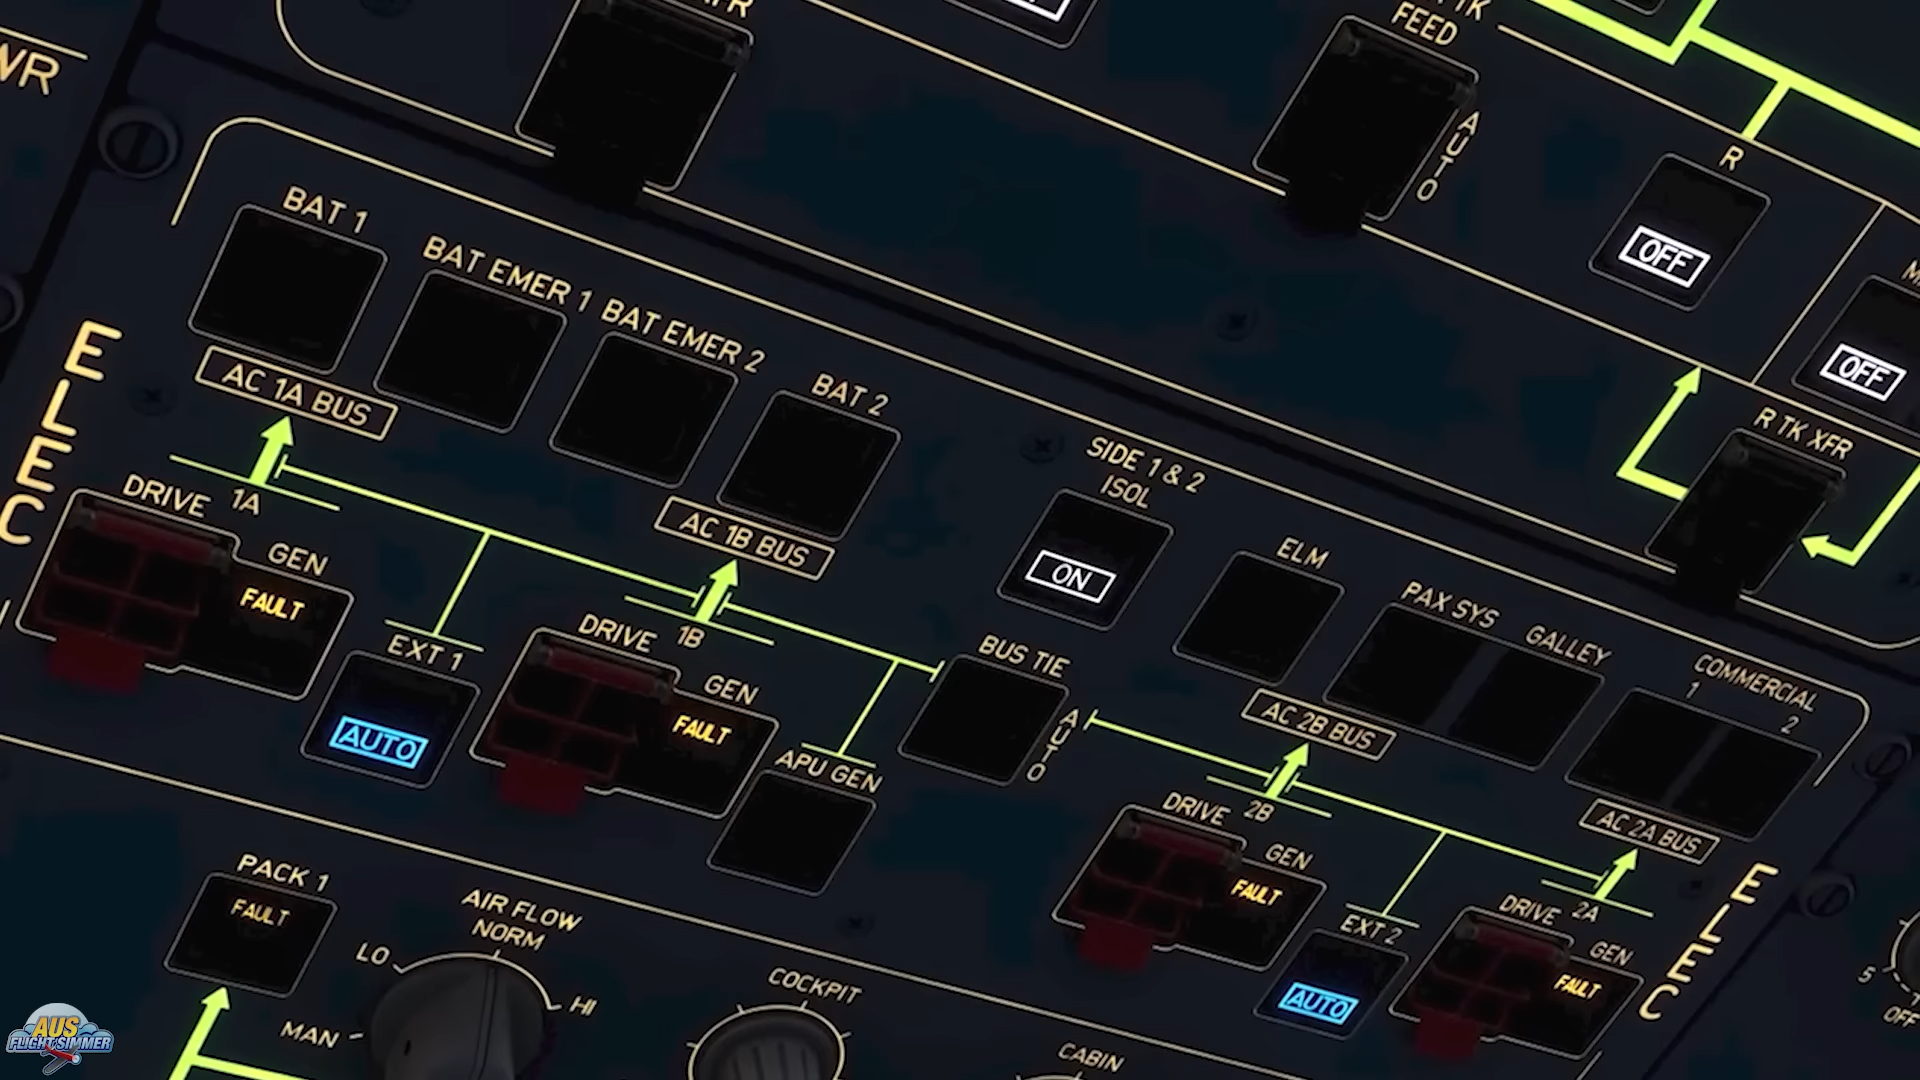 WR
FEED
AUTO
R
OFF
OFF
R TK XFR
BAT 1
BAT EMER 1
BAT EMER 2
BAT 2
AC 1A BUS
ELEC
DRIVE
1A
GEN
FAULT
EXT 1
AUTO
AC 1B BUS
DRIVE
1B
GEN
FAULT
APU GEN
SIDE 1 & 2
ISOL
ON
ELM
PAX SYS
GALLEY
COMMERCIAL
1
2
BUS TIE
AUTO
AC 2B BUS
AC 2A BUS
DRIVE
2B
GEN
FAULT
EXT 2
AUTO
DRIVE
2A
GEN
FAULT
ELEC
PACK 1
FAULT
AIR FLOW
NORM
LO
HI
MAN
COCKPIT
CABIN
5
OFF
AUS
FLIGHT SIMMER